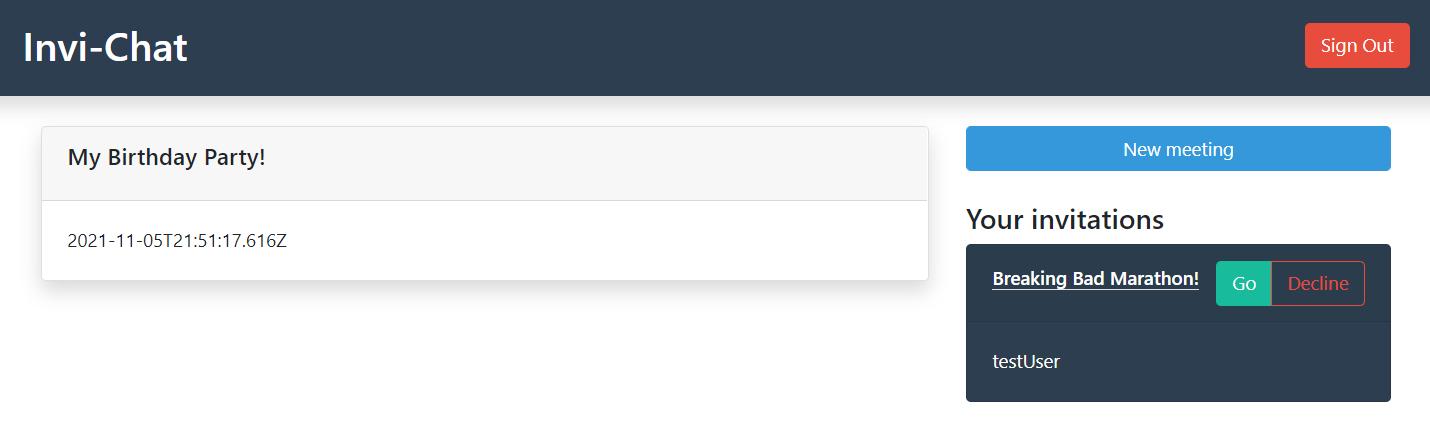 Invi-Chat
Sign Out
My Birthday Party!
2021-11-05T21:51:17.616Z
New meeting
Your invitations
Breaking Bad Marathon!
Go
Decline
testUser